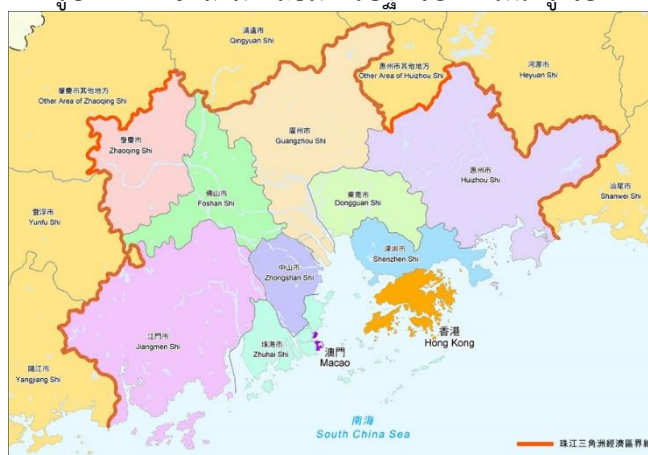 清遠市
Qingyuan Shi
惠州市其他地方
Other Area of Huizhou Shi
河源市
Heyuan Shi
肇慶市其他地方
Other Area of Zhaoqing Shi
肇慶市
Zhaoqing Shi
廣州市
Guangzhou Shi
惠州市
Huizhou Shi
佛山市
Foshan Shi
東莞市
Dongguan Shi
汕尾市
Shanwei Shi
雲浮市
Yunfu Shi
深圳市
Shenzhen Shi
中山市
Zhongshan Shi
江門市
Jiangmen Shi
珠海市
Zhuhai Shi
澳門
Macao
香港
Hong Kong
陽江市
Yangjiang Shi
南海
South China Sea
珠江三角洲經濟區界線